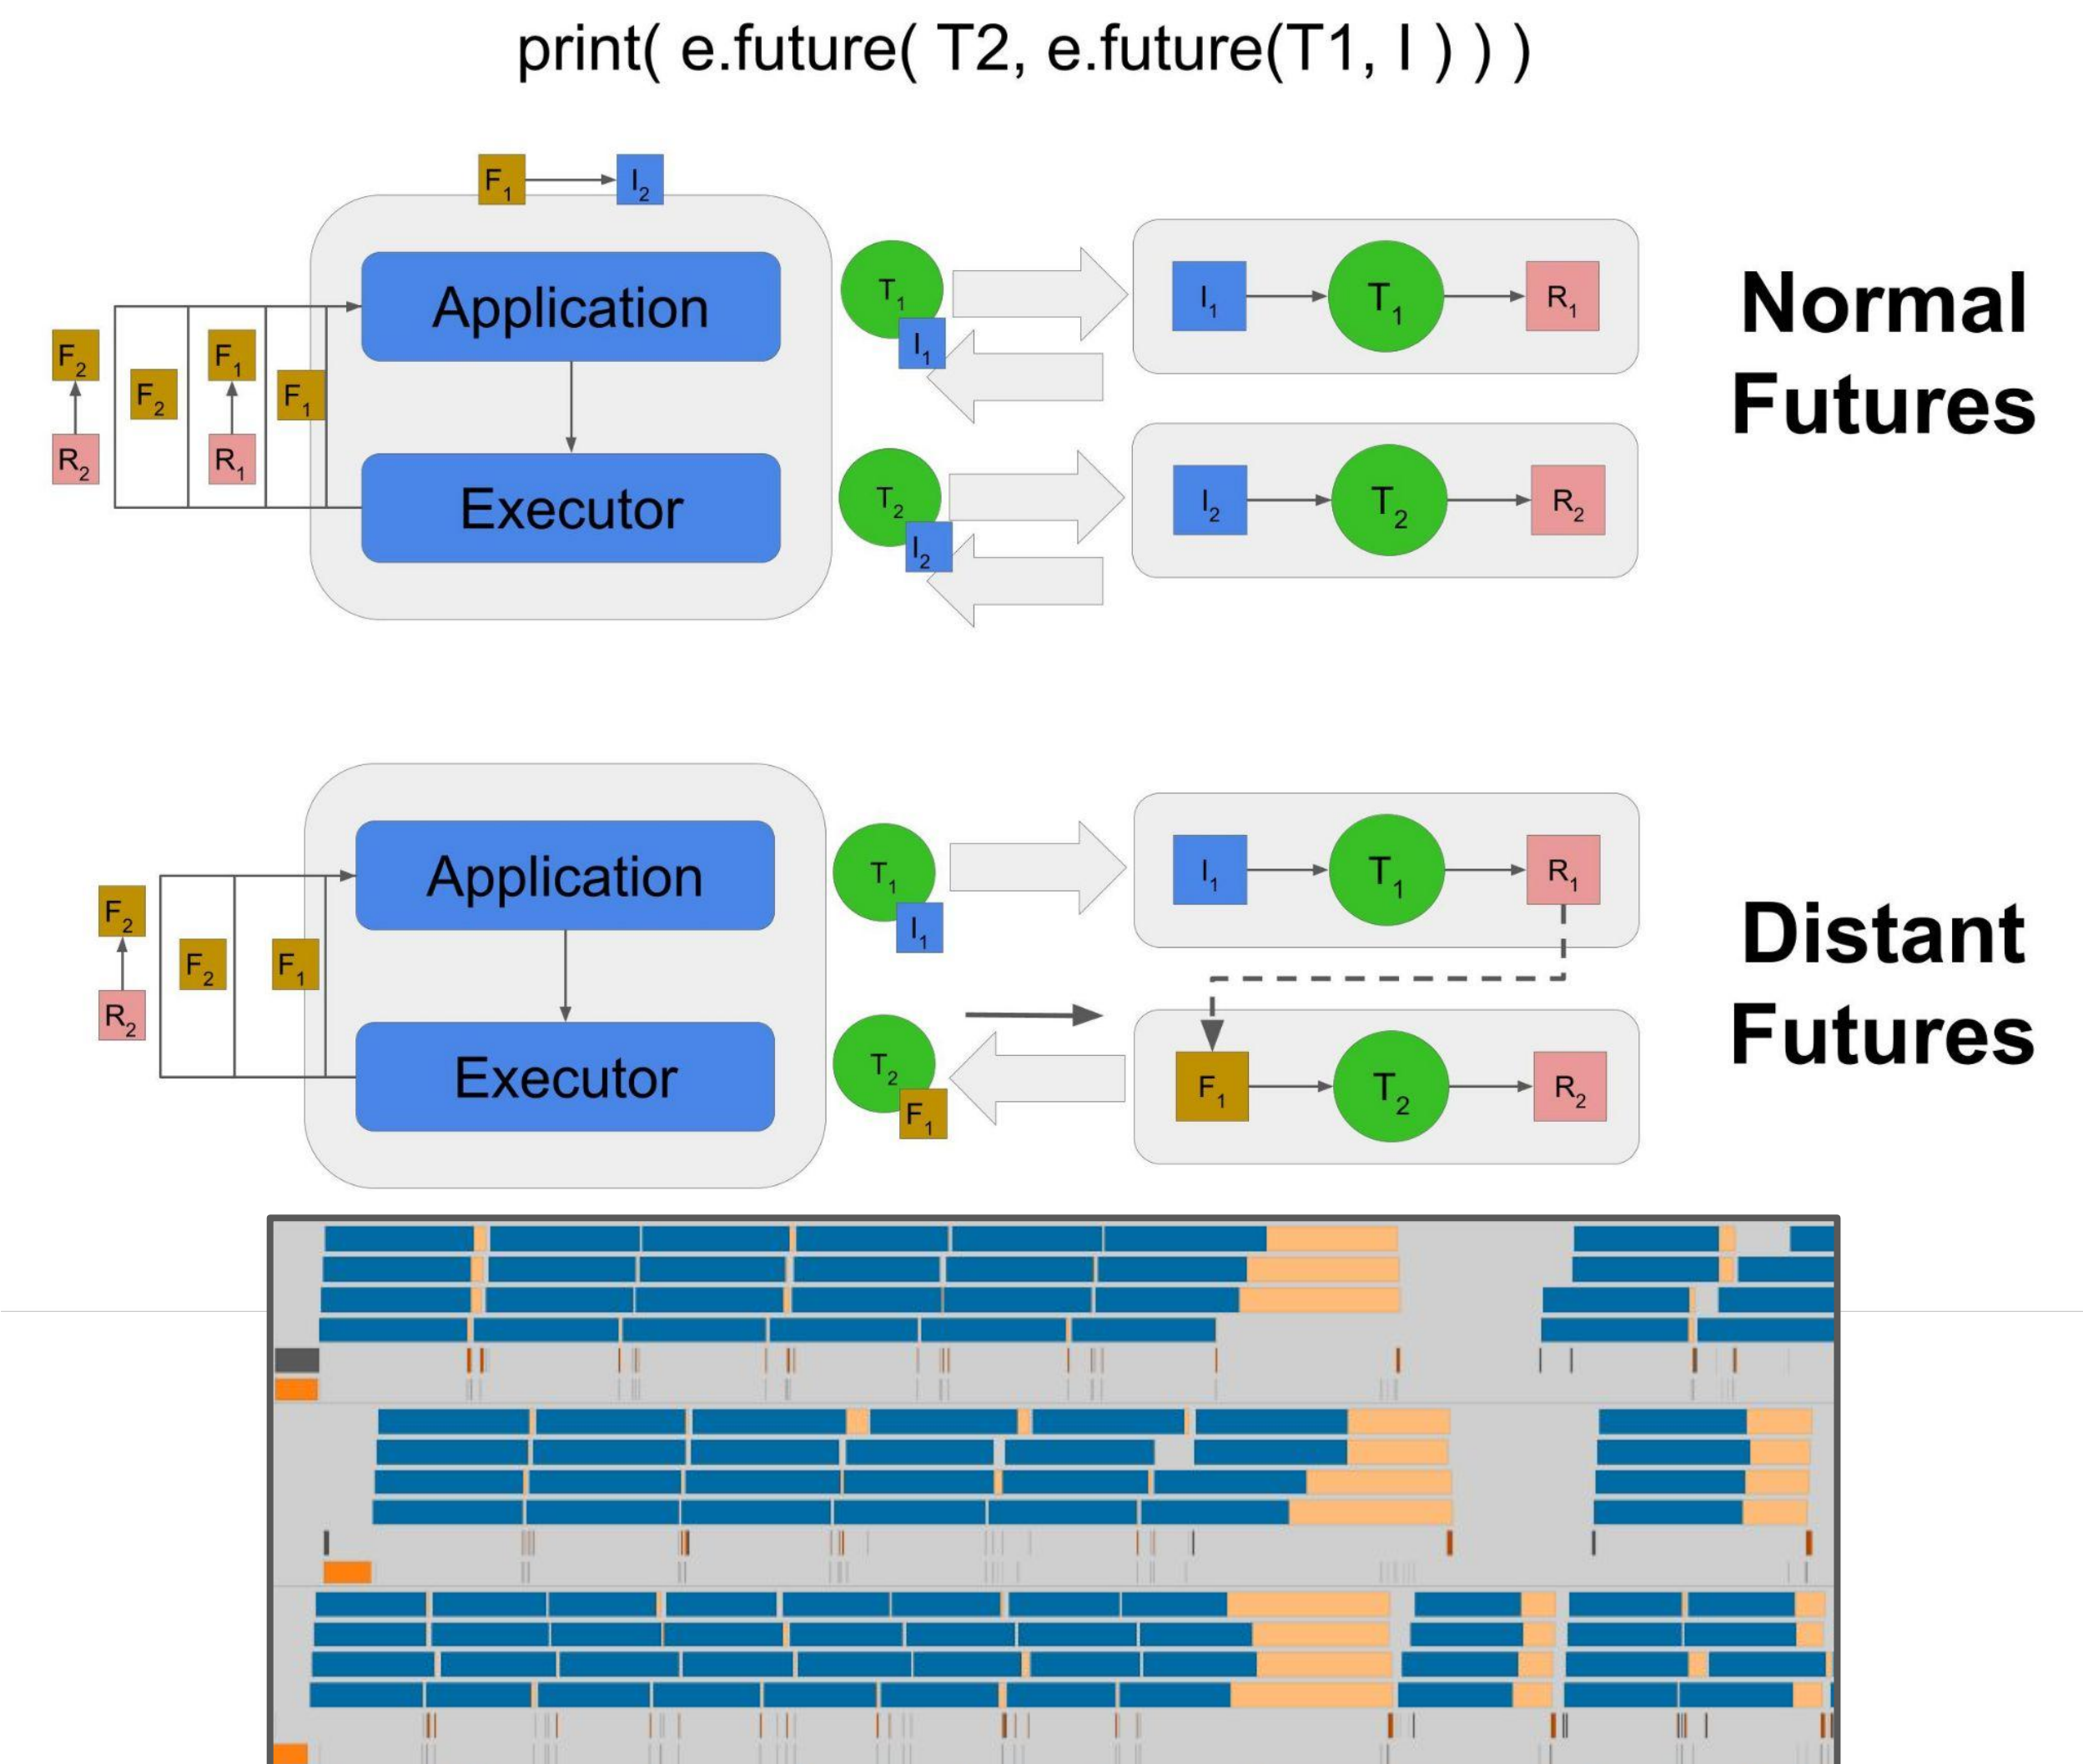 print( e.future( T2, e.future(T1, I ) ) )
F1 I2
Application
Executor
F2 F2 F1 F1
R2 R1
T1 I1
T2 I2
I1 T1 R1
I2 T2 R2
Normal
Futures
Application
Executor
F2 F2 F1
R2
T1 I1
T2 F1
I1 T1 R1
F1 T2 R2
Distant
Futures